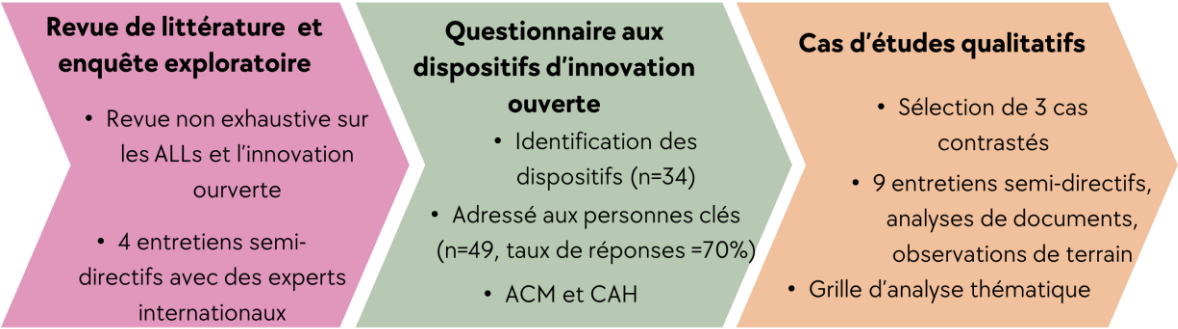 Revue de littérature et
enquête exploratoire
• Revue non exhaustive sur
les ALLs et l'innovation
ourverte
• 4 entretiens semi-
directifs avec des experts
internationaux
Questionnaire aux
dispositifs d'innovation
ouverte
• Identification des
dispositifs (n=34)
• Adressé aux personnes clés
(n=49, taux de réponses =70%)
• ACM et CAH
Cas d'études qualitatifs
• Sélection de 3 cas
contrastés
• 9 entretiens semi-directifs,
analyses de documents,
observations de terrain
• Grille d'analyse thématique